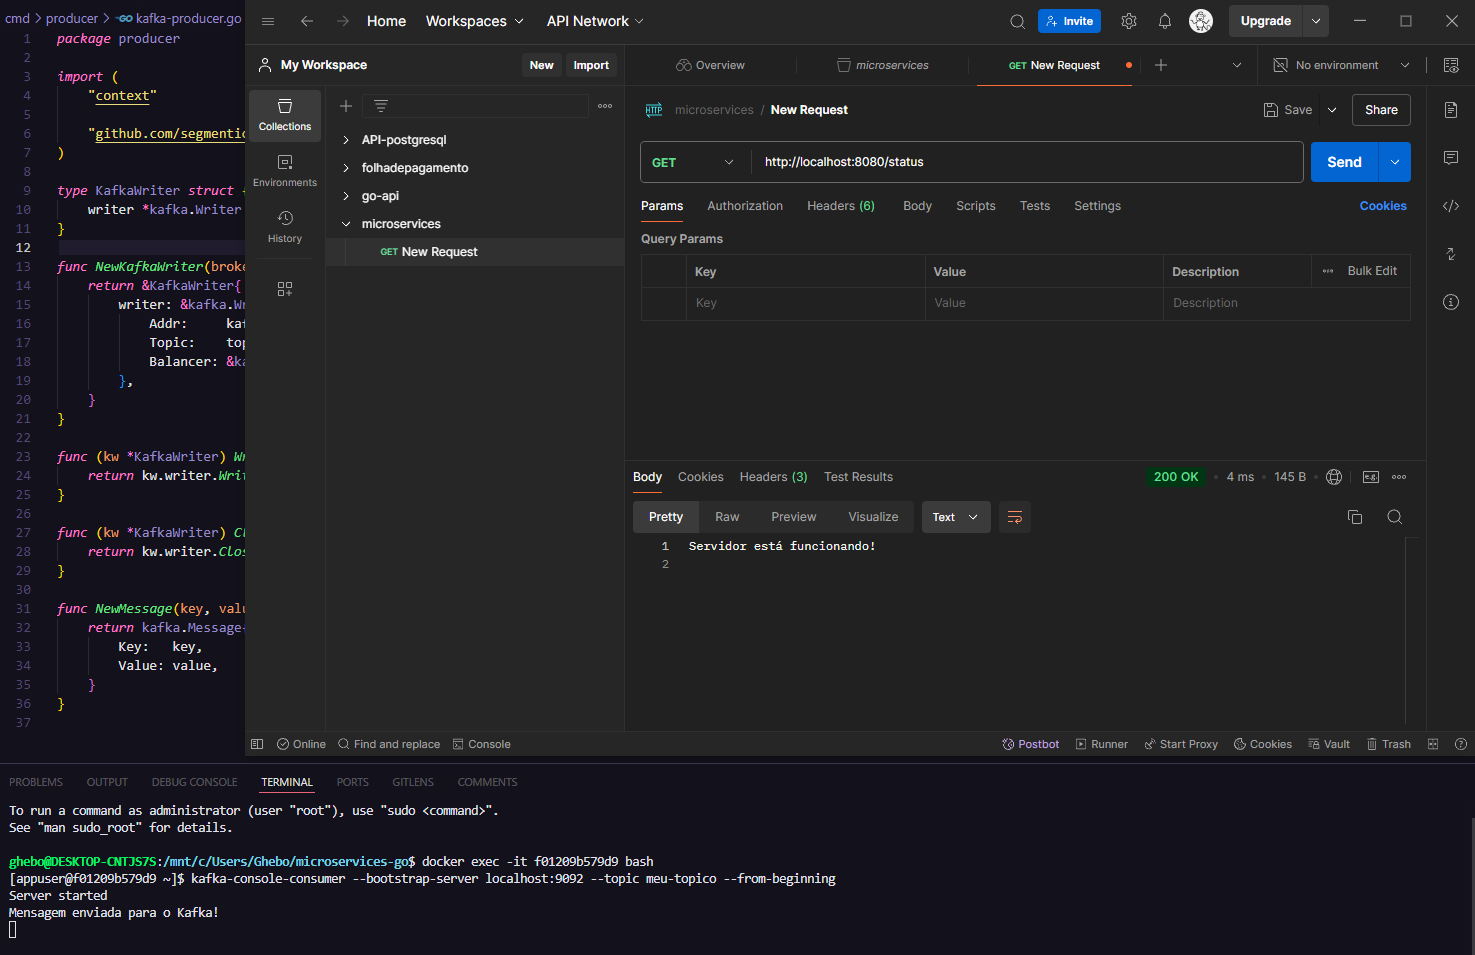 cmd > producer > kafka-producer.go
1 package producer
2
3 import (
4 "context"
5
6 "github.com/segmentic
7 )
8
9 type KafkaWriter struct {
10 writer *kafka.Writer
11 }
12
13 func NewKafkaWriter(broke
14 return &KafkaWriter{
15 writer: &kafka.Wr
16 Addr: kaf
17 Topic: top
18 Balancer: &ka
19 },
20 }
21 }
22
23 func (kw *KafkaWriter) Wr
24 return kw.writer.Writ
25 }
26
27 func (kw *KafkaWriter) Cl
28 return kw.writer.Clos
29 }
30
31 func NewMessage(key, valu
32 return kafka.Message{
33 Key: key,
34 Value: value,
35 }
36 }
37
Home Workspaces API Network Invite Upgrade
My Workspace New Import
Overview microservices GET New Request No environment
Collections
Environments
History
API-postgresql
folhadepagamento
go-api
microservices
GET New Request
HTTP microservices / New Request Save Share
GET http://localhost:8080/status Send
Params Authorization Headers (6) Body Scripts Tests Settings Cookies
Query Params
Key Value Description Bulk Edit
Key Value Description
Body Cookies Headers (3) Test Results 200 OK 4 ms 145 B
Pretty Raw Preview Visualize Text
1 Servidor está funcionando!
2
Online Find and replace Console Postbot Runner Start Proxy Cookies Vault Trash
PROBLEMS OUTPUT DEBUG CONSOLE TERMINAL PORTS GITLENS COMMENTS
To run a command as administrator (user "root"), use "sudo <command>".
See "man sudo_root" for details.
ghebo@DESKTOP-CNTJS7S:/mnt/c/Users/Ghebo/microservices-go$ docker exec -it f01209b579d9 bash
[appuser@f01209b579d9 ~]$ kafka-console-consumer --bootstrap-server localhost:9092 --topic meu-topico --from-beginning
Server started
Mensagem enviada para o Kafka!